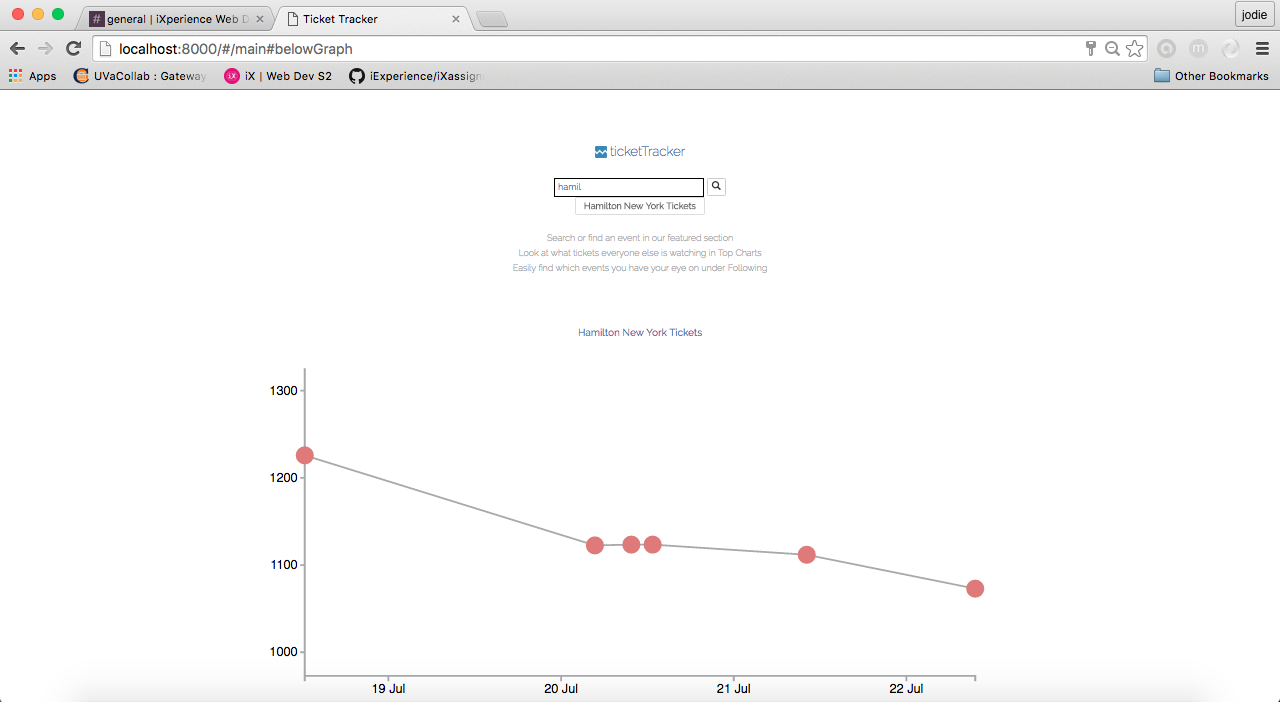 general | iXperience Web D
Ticket Tracker
jodie
localhost:8000/#/main#belowGraph
Apps
UVaCollab : Gateway
iX | Web Dev S2
iExperience/iXassign
Other Bookmarks
ticketTracker
hamil
Hamilton New York Tickets
Search or find an event in our featured section
Look at what tickets everyone else is watching in Top Charts
Easily find which events you have your eye on under Following
Hamilton New York Tickets
1300
1200
1100
1000
19 Jul
20 Jul
21 Jul
22 Jul